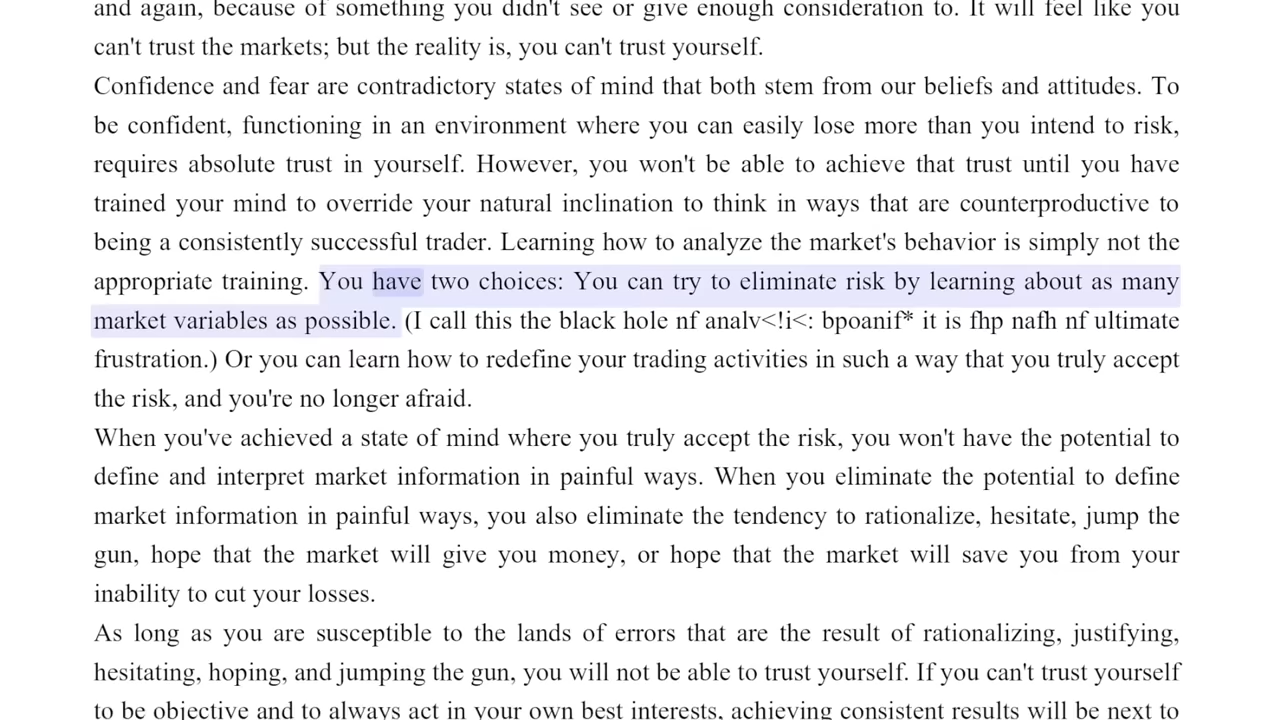 and again, because of something you didn't see or give enough consideration to. It will feel like you
can't trust the markets; but the reality is, you can't trust yourself.
Confidence and fear are contradictory states of mind that both stem from our beliefs and attitudes. To
be confident, functioning in an environment where you can easily lose more than you intend to risk,
requires absolute trust in yourself. However, you won't be able to achieve that trust until you have
trained your mind to override your natural inclination to think in ways that are counterproductive to
being a consistently successful trader. Learning how to analyze the market's behavior is simply not the
appropriate training. You have two choices: You can try to eliminate risk by learning about as many
market variables as possible. (I call this the black hole nf analv<!i<: bpoanif* it is fhp nafh nf ultimate
frustration.) Or you can learn how to redefine your trading activities in such a way that you truly accept
the risk, and you're no longer afraid.
When you've achieved a state of mind where you truly accept the risk, you won't have the potential to
define and interpret market information in painful ways. When you eliminate the potential to define
market information in painful ways, you also eliminate the tendency to rationalize, hesitate, jump the
gun, hope that the market will give you money, or hope that the market will save you from your
inability to cut your losses.
As long as you are susceptible to the lands of errors that are the result of rationalizing, justifying,
hesitating, hoping, and jumping the gun, you will not be able to trust yourself. If you can't trust yourself
to be objective and to always act in your own best interests, achieving consistent results will be next to